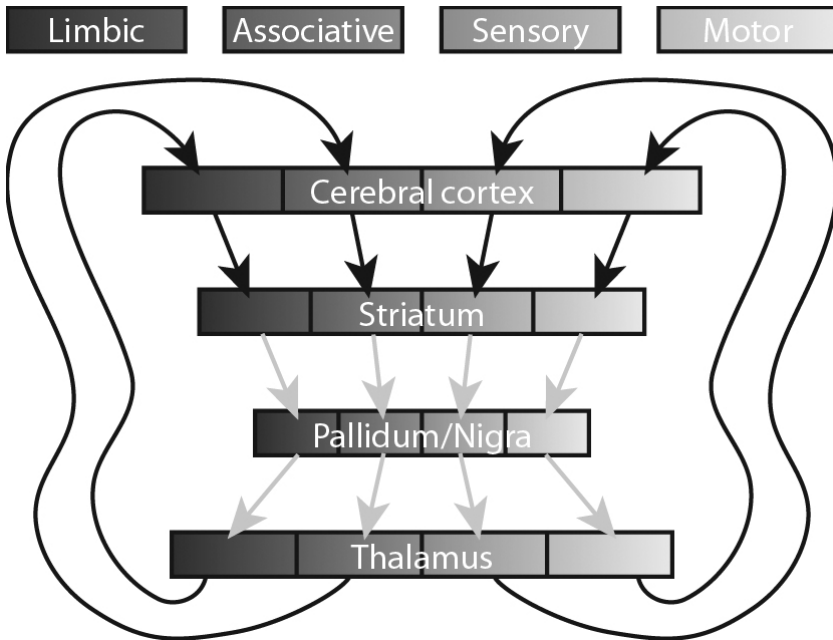 Limbic Associative Sensory Motor
Cerebral cortex
Striatum
Pallidum/Nigra
Thalamus